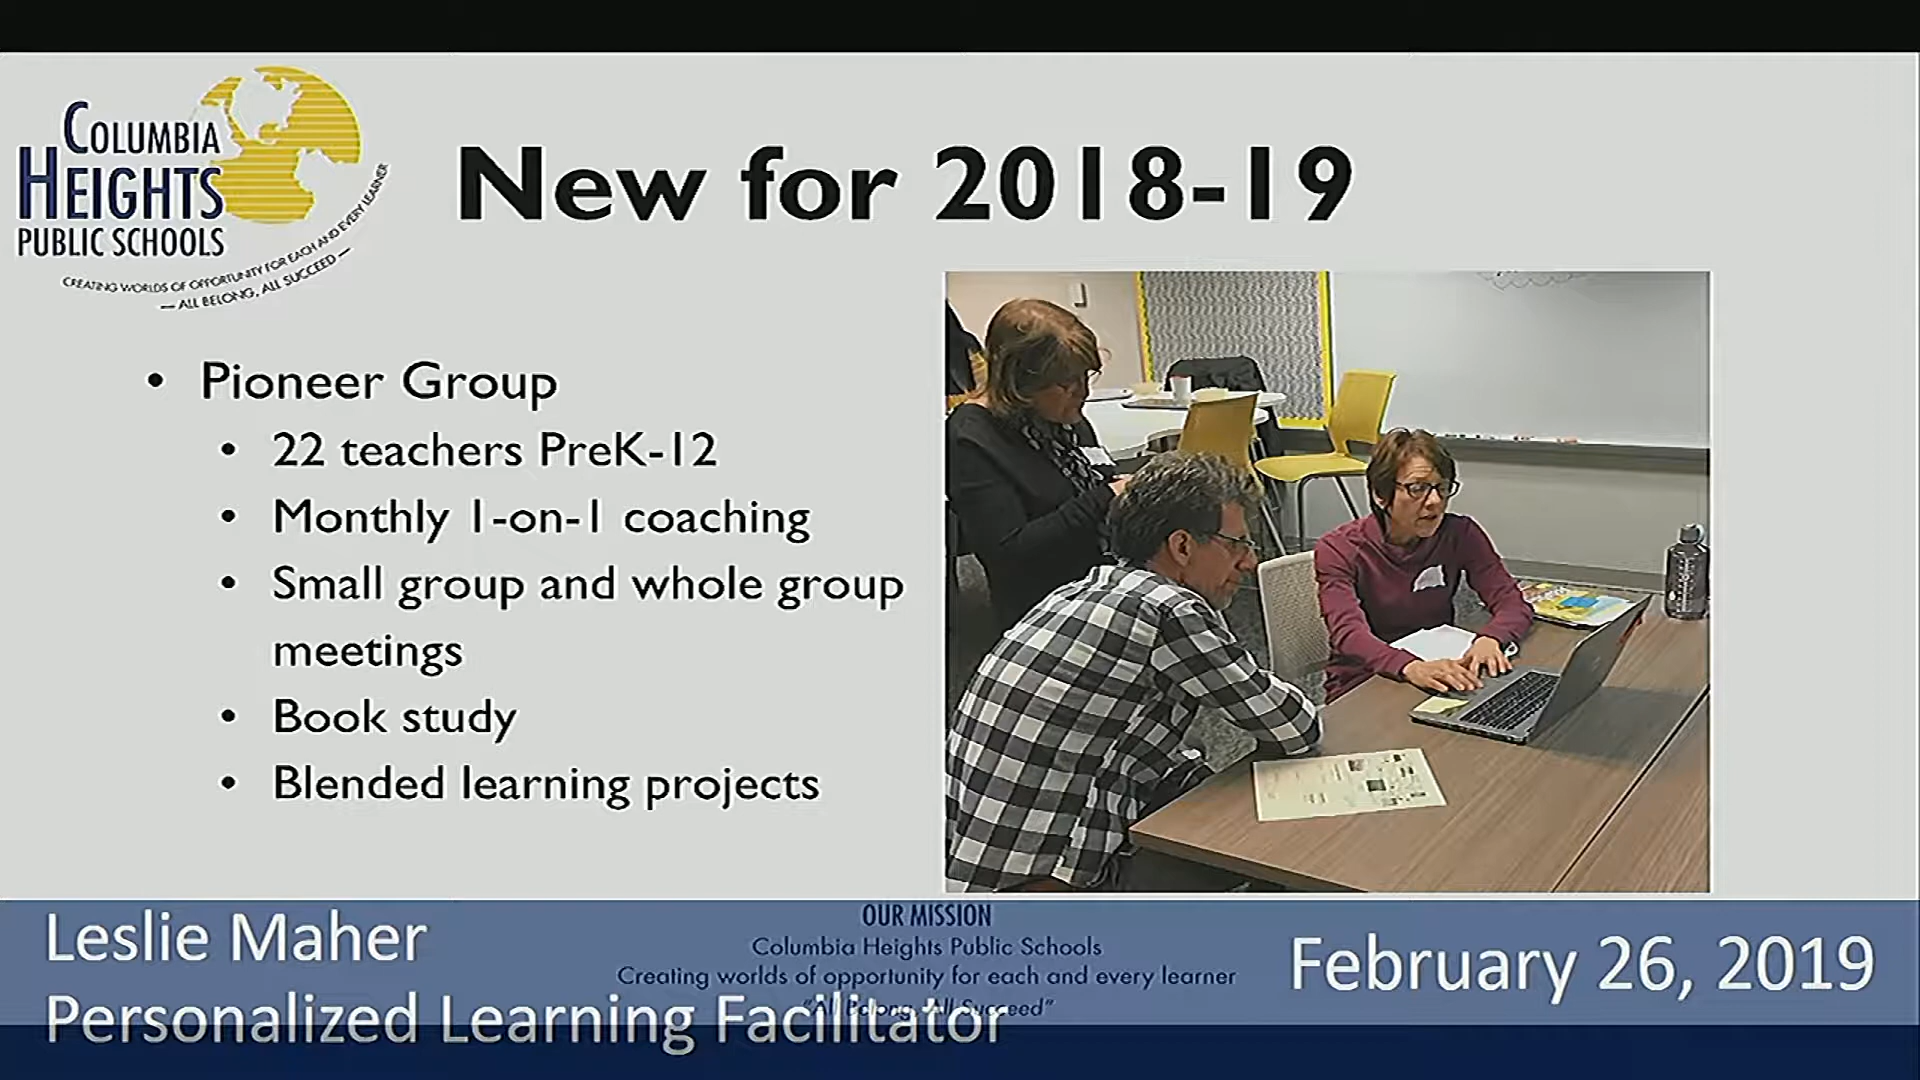 COLUMBIA
HEIGHTS
PUBLIC SCHOOLS
CREATING WORLDS OF OPPORTUNITY FOR EACH AND EVERY LEARNER
— ALL BELONG, ALL SUCCEED —
New for 2018-19
• Pioneer Group
• 22 teachers PreK-12
• Monthly 1-on-1 coaching
• Small group and whole group
meetings
• Book study
• Blended learning projects
OUR MISSION
Columbia Heights Public Schools
Creating worlds of opportunity for each and every learner
"All Belong, All Succeed"
Leslie Maher
Personalized Learning Facilitator
February 26, 2019